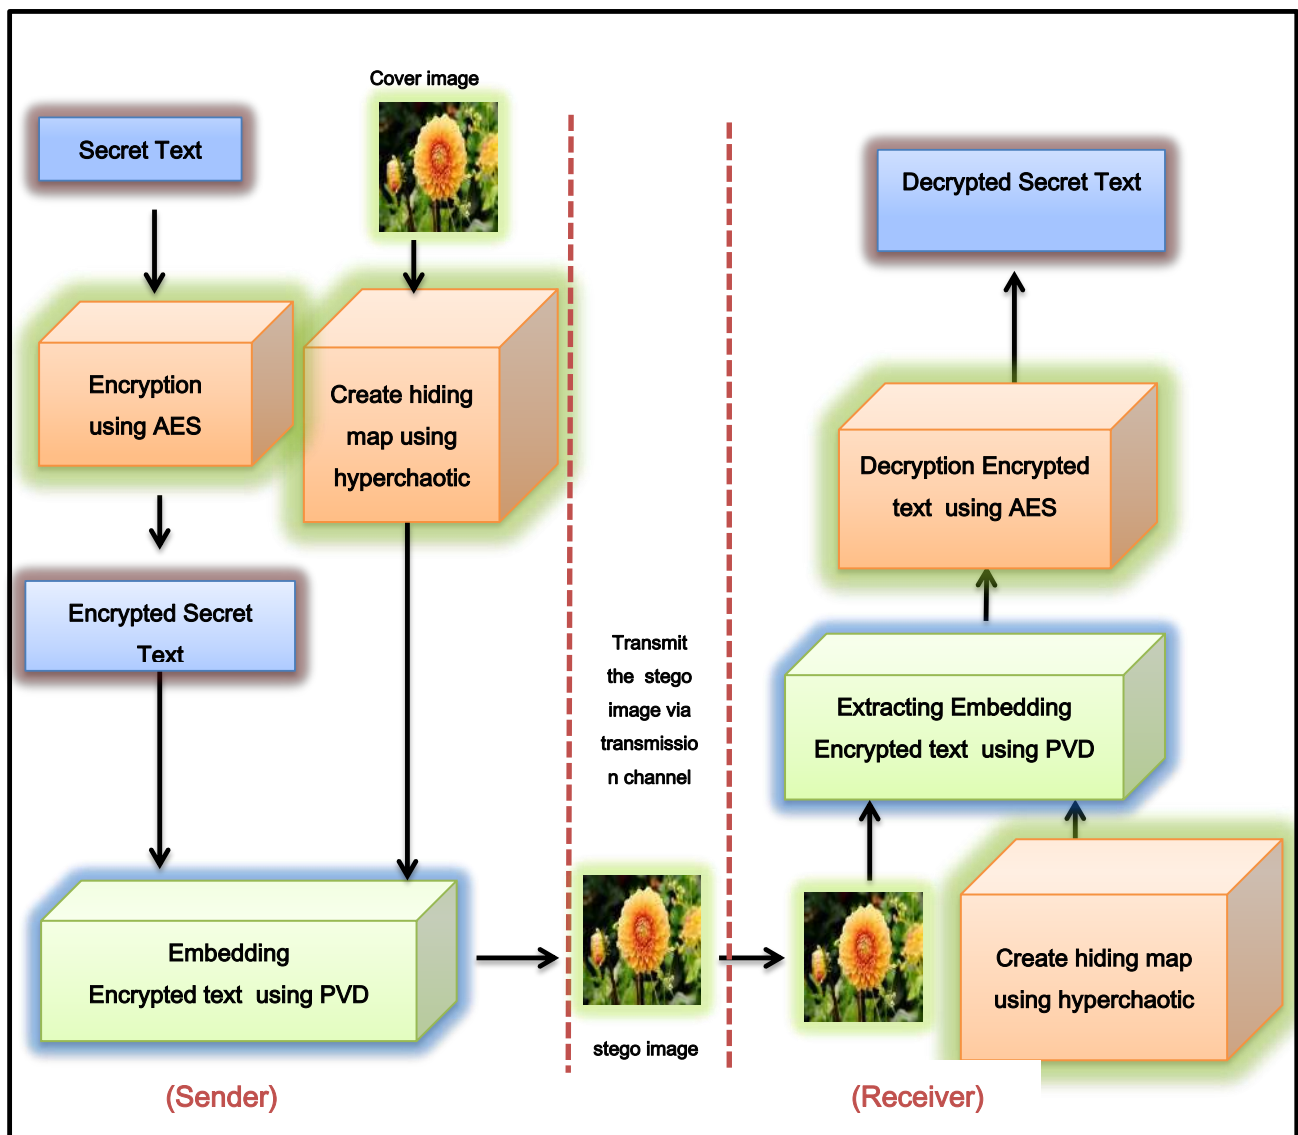 Cover image
Secret Text
Encryption
using AES
Create hiding
map using
hyperchaotic
Encrypted Secret
Text
Embedding
Encrypted text using PVD
(Sender)
Transmit
the stego
image via
transmissio
n channel
stego image
Decrypted Secret Text
Decryption Encrypted
text using AES
Extracting Embedding
Encrypted text using PVD
Create hiding map
using hyperchaotic
(Receiver)